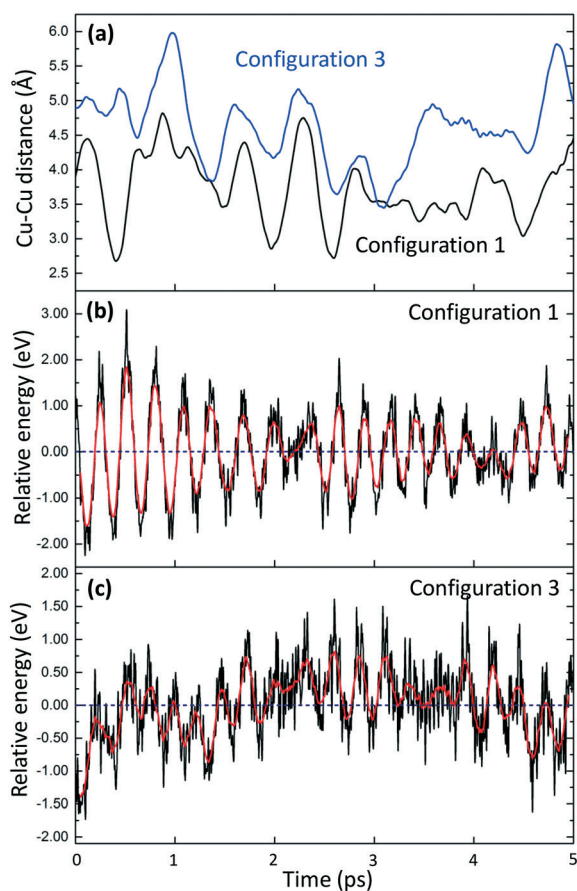 (a)
Configuration 3
Configuration 1
Cu-Cu distance (Å)
6.0
5.5
5.0
4.5
4.0
3.5
3.0
2.5
(b)
Configuration 1
Relative energy (eV)
3.00
2.00
1.00
0.00
-1.00
-2.00
(c)
Configuration 3
Relative energy (eV)
2.00
1.50
1.00
0.50
0.00
-0.50
-1.00
-1.50
2.00
0 1 2 3 4 5
Time (ps)